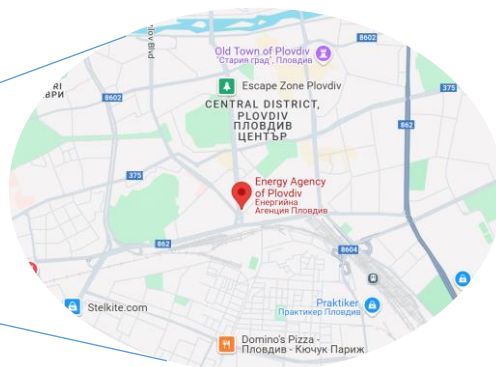 8602
Old Town of Plovdiv
"Стария град", Пловдив
Escape Zone Plovdiv
375
8602
CENTRAL DISTRICT,
PLOVDIV
ПЛОВДИВ
ЦЕНТЪР
862
375
Energy Agency
of Plovdiv
Енергийна
Агенция Пловдив
862
8604
Stelkite.com
Praktiker
Практикер Пловдив
Domino's Pizza -
Пловдив - Кючук Париж